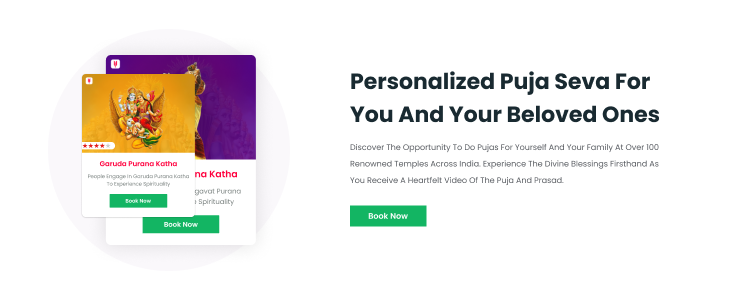 Garuda Purana Katha
People Engage In Garuda Purana Katha
To Experience Spirituality
Book Now
na Katha
gavat Purana
e Spirituality
Book Now
Personalized Puja Seva For
You And Your Beloved Ones
Discover The Opportunity To Do Pujas For Yourself And Your Family At Over 100
Renowned Temples Across India. Experience The Divine Blessings Firsthand As
You Receive A Heartfelt Video Of The Puja And Prasad.
Book Now